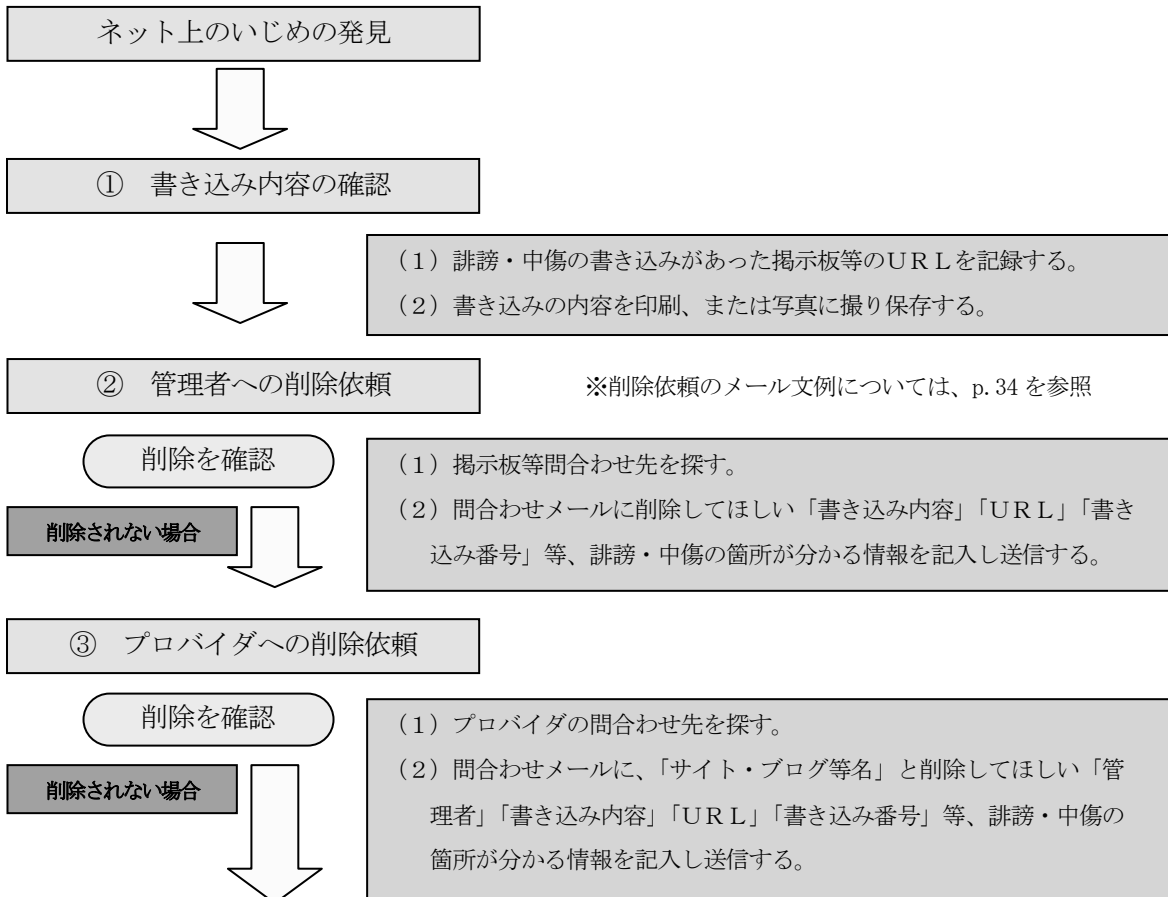 ネット上のいじめの発見
① 書き込み内容の確認
(1)誹謗・中傷の書き込みがあった掲示板等のURLを記録する。
(2)書き込みの内容を印刷、または写真に撮り保存する。
② 管理者への削除依頼
※削除依頼のメール文例については、p.34を参照
削除を確認
削除されない場合
(1)掲示板等問合わせ先を探す。
(2)問合わせメールに削除してほしい「書き込み内容」「URL」「書き
込み番号」等、誹謗・中傷の箇所が分かる情報を記入し送信する。
③ プロバイダへの削除依頼
削除を確認
削除されない場合
(1)プロバイダの問合わせ先を探す。
(2)問合わせメールに、「サイト・ブログ等名」と削除してほしい「管
理者」「書き込み内容」「URL」「書き込み番号」等、誹謗・中傷の
箇所が分かる情報を記入し送信する。